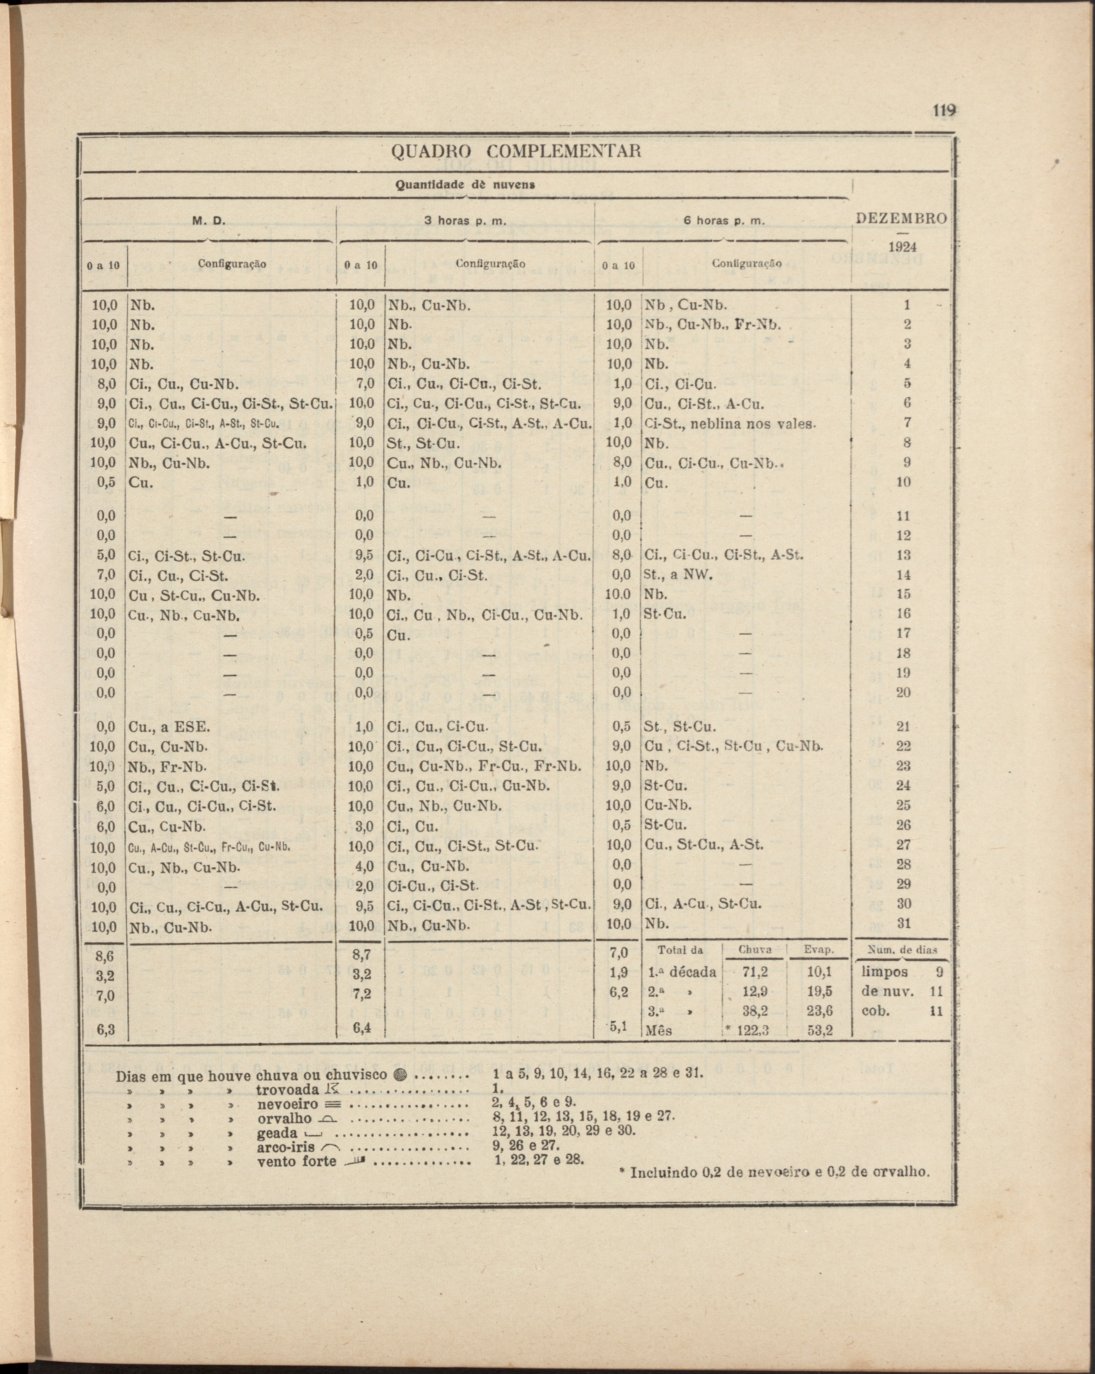 119
QUADRO COMPLEMENTAR
Quantidade dè nuvens
M. D. 3 horas p. m. 6 horas p. m. DEZEMBRO
—
1924
0 a 10 Configuração 0 a 10 Configuração 0 a 10 Configuração
10,0 Nb. 10,0 Nb., Cu-Nb. 10,0 Nb , Cu-Nb. 1
10,0 Nb. 10,0 Nb. 10,0 Nb., Cu-Nb., Fr-Nb. 2
10,0 Nb. 10,0 Nb. 10,0 Nb. 3
10,0 Nb. 10,0 Nb., Cu-Nb. 10,0 Nb. 4
8,0 Ci., Cu., Cu-Nb. 7,0 Ci., Cu., Ci-Cu., Ci-St. 1,0 Ci., Ci-Cu. 5
9,0 Ci., Cu., Ci-Cu., Ci-St., St-Cu. 10,0 Ci., Cu., Ci-Cu., Ci-St., St-Cu. 9,0 Cu., Ci-St., A-Cu. 6
9,0 Ci., Ci-Cu., Ci-St., A-St., St-Cu. 9,0 Ci., Ci-Cu., Ci-St., A-St., A-Cu. 1,0 Ci-St., neblina nos vales. 7
10,0 Cu., Ci-Cu., A-Cu., St-Cu. 10,0 St., St-Cu. 10,0 Nb. 8
10,0 Nb., Cu-Nb. 10,0 Cu., Nb., Cu-Nb. 8,0 Cu., Ci-Cu., Cu-Nb. 9
0,5 Cu. 1,0 Cu. 1,0 Cu. 10
0,0 — 0,0 — 0,0 — 11
0,0 — 0,0 — 0,0 — 12
5,0 Ci., Ci-St., St-Cu. 9,5 Ci., Ci-Cu., Ci-St., A-St., A-Cu. 8,0 Ci., Ci-Cu., Ci-St., A-St. 13
7,0 Ci., Cu., Ci-St. 2,0 Ci., Cu., Ci-St. 0,0 St., a NW. 14
10,0 Cu , St-Cu., Cu-Nb. 10,0 Nb. 10.0 Nb. 15
10,0 Cu., Nb., Cu-Nb. 10,0 Ci., Cu , Nb., Ci-Cu., Cu-Nb. 1,0 St-Cu. 16
0,0 — 0,5 Cu. 0,0 — 17
0,0 — 0,0 — 0,0 — 18
0,0 — 0,0 — 0,0 — 19
0,0 — 0,0 — 0,0 — 20
0,0 Cu., a ESE. 1,0 Ci., Cu., Ci-Cu. 0,5 St., St-Cu. 21
10,0 Cu., Cu-Nb. 10,0 Ci., Cu., Ci-Cu., St-Cu. 9,0 Cu , Ci-St., St-Cu , Cu-Nb. 22
10,0 Nb., Fr-Nb. 10,0 Cu., Cu-Nb., Fr-Cu., Fr-Nb. 10,0 Nb. 23
5,0 Ci., Cu., Ci-Cu., Ci-St. 10,0 Ci., Cu., Ci-Cu., Cu-Nb. 9,0 St-Cu. 24
6,0 Ci., Cu., Ci-Cu., Ci-St. 10,0 Cu., Nb., Cu-Nb. 10,0 Cu-Nb. 25
6,0 Cu., Cu-Nb. 3,0 Ci., Cu. 0,5 St-Cu. 26
10,0 Cu., A-Cu., St-Cu., Fr-Cu., Cu-Nb. 10,0 Ci., Cu., Ci-St., St-Cu. 10,0 Cu., St-Cu., A-St. 27
10,0 Cu., Nb., Cu-Nb. 4,0 Cu., Cu-Nb. 0,0 — 28
0,0 — 2,0 Ci-Cu., Ci-St. 0,0 — 29
10,0 Ci., Cu., Ci-Cu., A-Cu., St-Cu. 9,5 Ci., Ci-Cu., Ci-St., A-St , St-Cu. 9,0 Ci., A-Cu., St-Cu. 30
10,0 Nb., Cu-Nb. 10,0 Nb., Cu-Nb. 10,0 Nb. 31
8,6 8,7 7,0 Total da Chuva Evap. Num. de dias
3,2 3,2 1,9 1.ª década 71,2 10,1 limpos 9
7,0 7,2 6,2 2.ª » 12,9 19,5 de nuv. 11
3.ª » 38,2 23,6 cob. 11
6,3 6,4 5,1 Mês * 122,3 53,2
Dias em que houve chuva ou chuvisco ........ 1 a 5, 9, 10, 14, 16, 22 a 28 e 31.
» » » » trovoada .................. 1.
» » » » nevoeiro .................. 2, 4, 5, 6 e 9.
» » » » orvalho .................. 8, 11, 12, 13, 15, 18, 19 e 27.
» » » » geada .................... 12, 13, 19, 20, 29 e 30.
» » » » arco-iris .................. 9, 26 e 27.
» » » » vento forte ............... 1, 22, 27 e 28.
* Incluindo 0,2 de nevoeiro e 0,2 de orvalho.